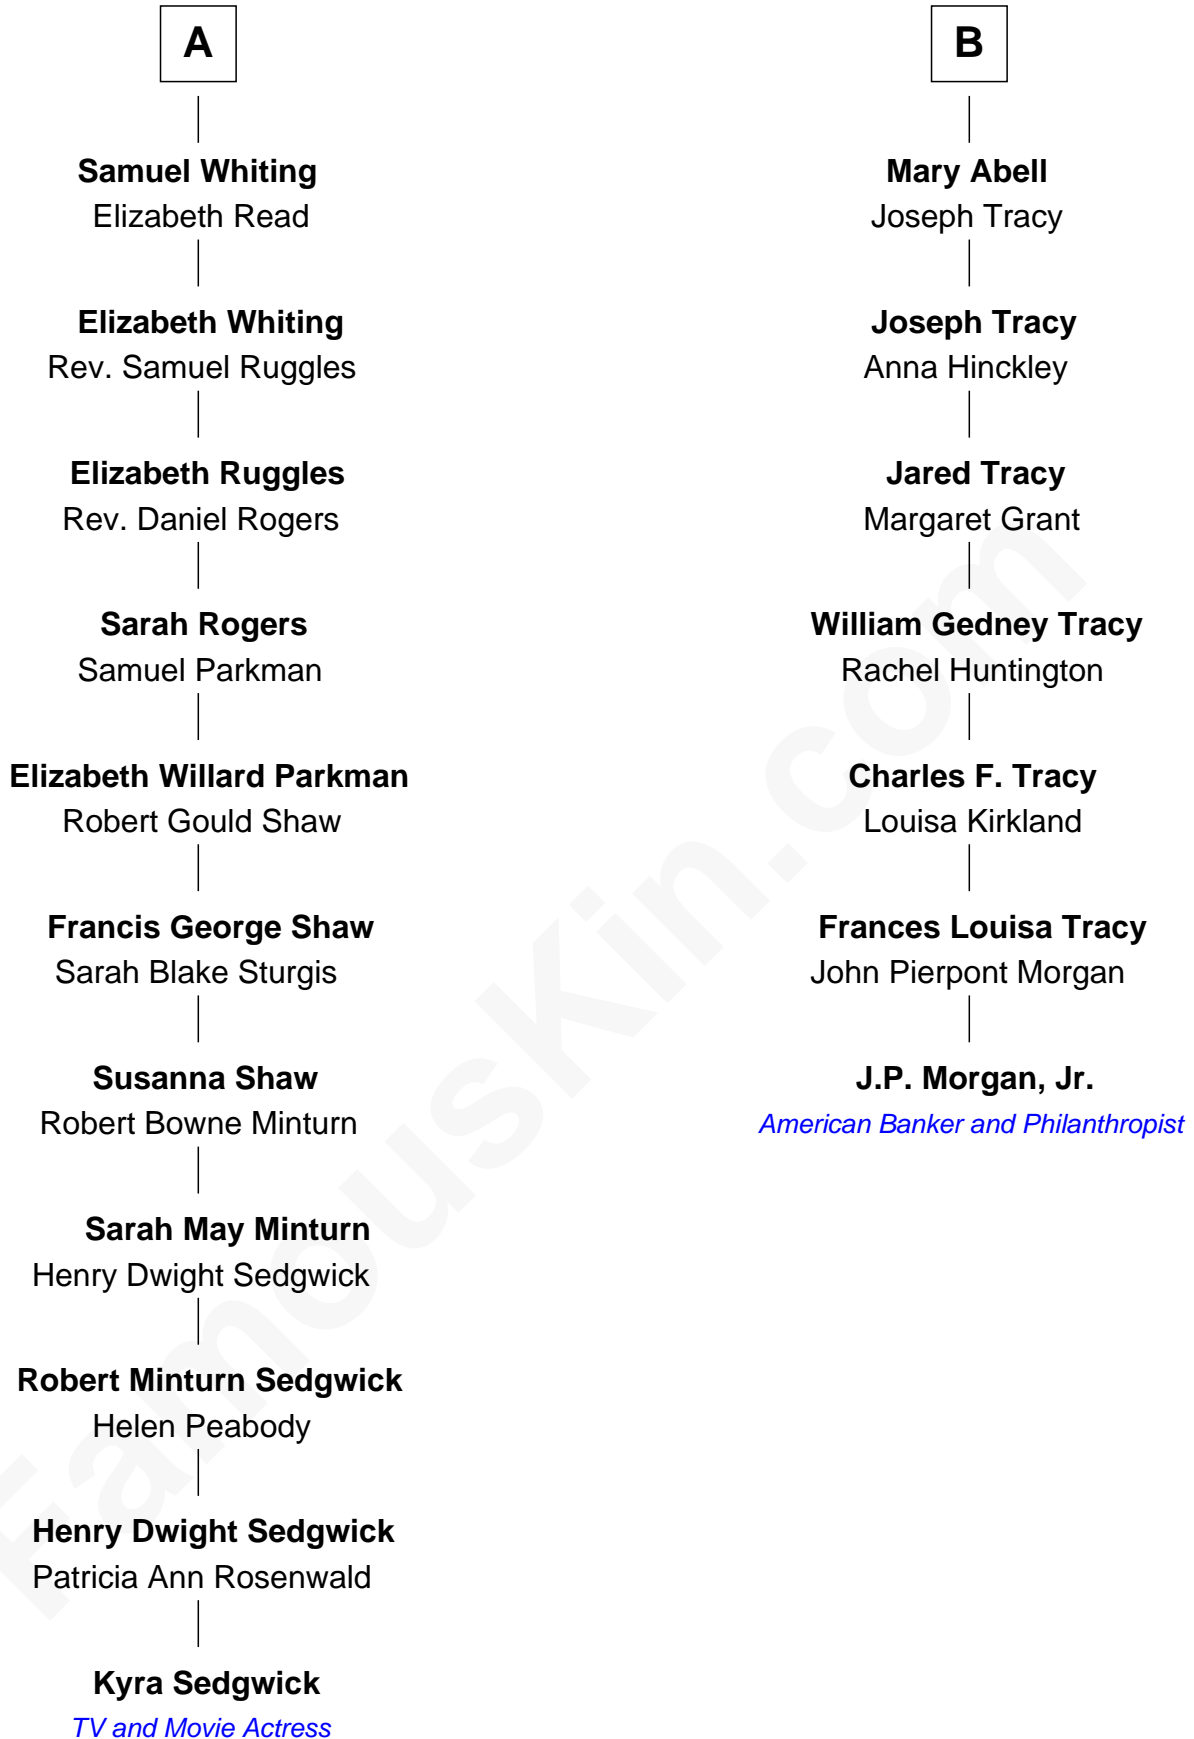 A
Samuel Whiting
Elizabeth Read
Elizabeth Whiting
Rev. Samuel Ruggles
Elizabeth Ruggles
Rev. Daniel Rogers
Sarah Rogers
Samuel Parkman
Elizabeth Willard Parkman
Robert Gould Shaw
Francis George Shaw
Sarah Blake Sturgis
Susanna Shaw
Robert Bowne Minturn
Sarah May Minturn
Henry Dwight Sedgwick
Robert Minturn Sedgwick
Helen Peabody
Henry Dwight Sedgwick
Patricia Ann Rosenwald
Kyra Sedgwick
TV and Movie Actress
B
Mary Abell
Joseph Tracy
Joseph Tracy
Anna Hinckley
Jared Tracy
Margaret Grant
William Gedney Tracy
Rachel Huntington
Charles F. Tracy
Louisa Kirkland
Frances Louisa Tracy
John Pierpont Morgan
J.P. Morgan, Jr.
American Banker and Philanthropist
FamousKin.com